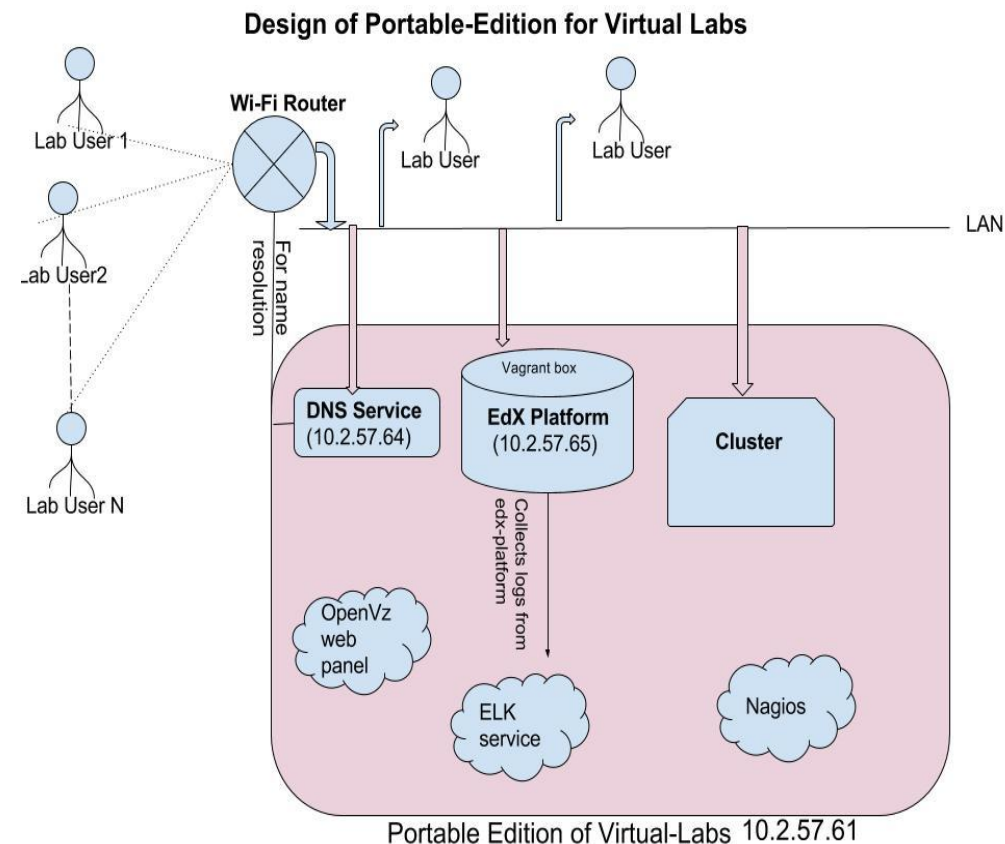 Design of Portable-Edition for Virtual Labs
Wi-Fi Router
Lab User 1
Lab User
Lab User
Lab User2
LAN
For name
resolution
Vagrant box
DNS Service
(10.2.57.64)
EdX Platform
(10.2.57.65)
Cluster
Lab User N
Collects logs from
edx-platform
OpenVz
web
panel
ELK
service
Nagios
Portable Edition of Virtual-Labs 10.2.57.61